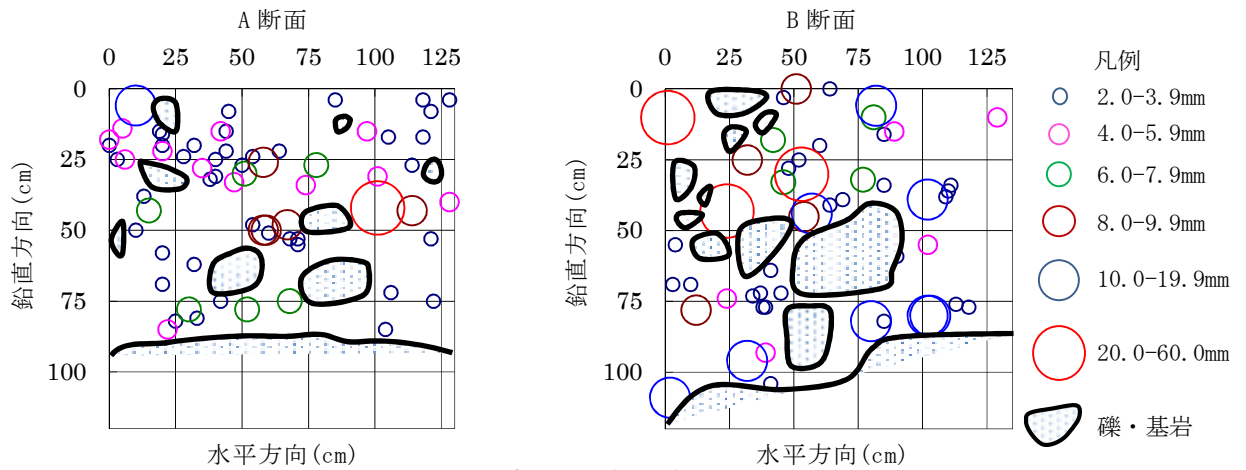 A 断面
0 25 50 75 100 125
0
25
50
75
100
鉛直方向(cm)
水平方向(cm)
B 断面
0 25 50 75 100 125
0
25
50
75
100
鉛直方向(cm)
水平方向(cm)
凡例
2.0-3.9mm
4.0-5.9mm
6.0-7.9mm
8.0-9.9mm
10.0-19.9mm
20.0-60.0mm
礫・基岩